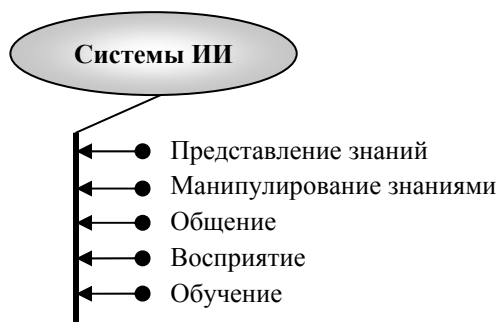 Системы ИИ
Представление знаний
Манипулирование знаниями
Общение
Восприятие
Обучение